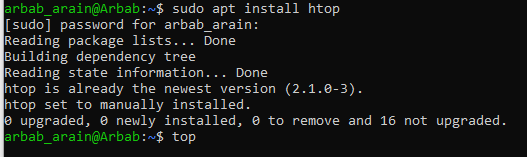 arbab_arain@Arbab:~$ sudo apt install htop
[sudo] password for arbab_arain:
Reading package lists... Done
Building dependency tree
Reading state information... Done
htop is already the newest version (2.1.0-3).
htop set to manually installed.
0 upgraded, 0 newly installed, 0 to remove and 16 not upgraded.
arbab_arain@Arbab:~$ top